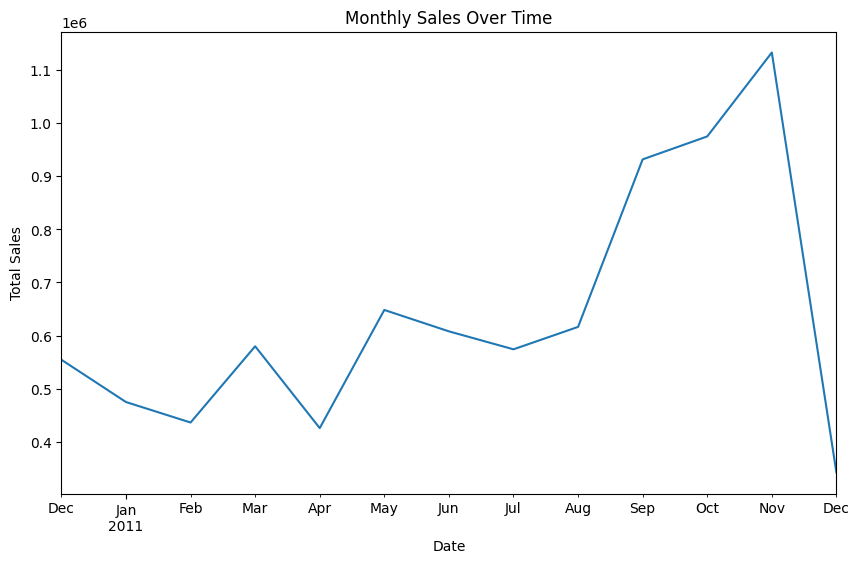 Monthly Sales Over Time
1e6
1.1
1.0
0.9
0.8
0.7
0.6
0.5
0.4
Total Sales
Dec Jan Feb Mar Apr May Jun Jul Aug Sep Oct Nov Dec
2011
Date